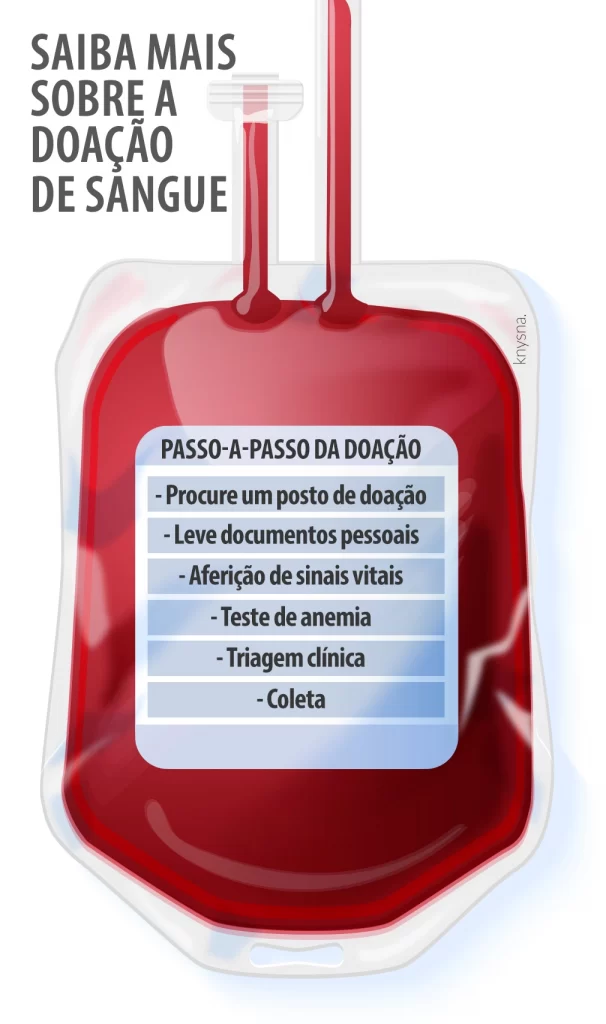 SAIBA MAIS
SOBRE A
DOAÇÃO
DE SANGUE
knysna.
PASSO-A-PASSO DA DOAÇÃO
- Procure um posto de doação
- Leve documentos pessoais
- Aferição de sinais vitais
- Teste de anemia
- Triagem clínica
- Coleta